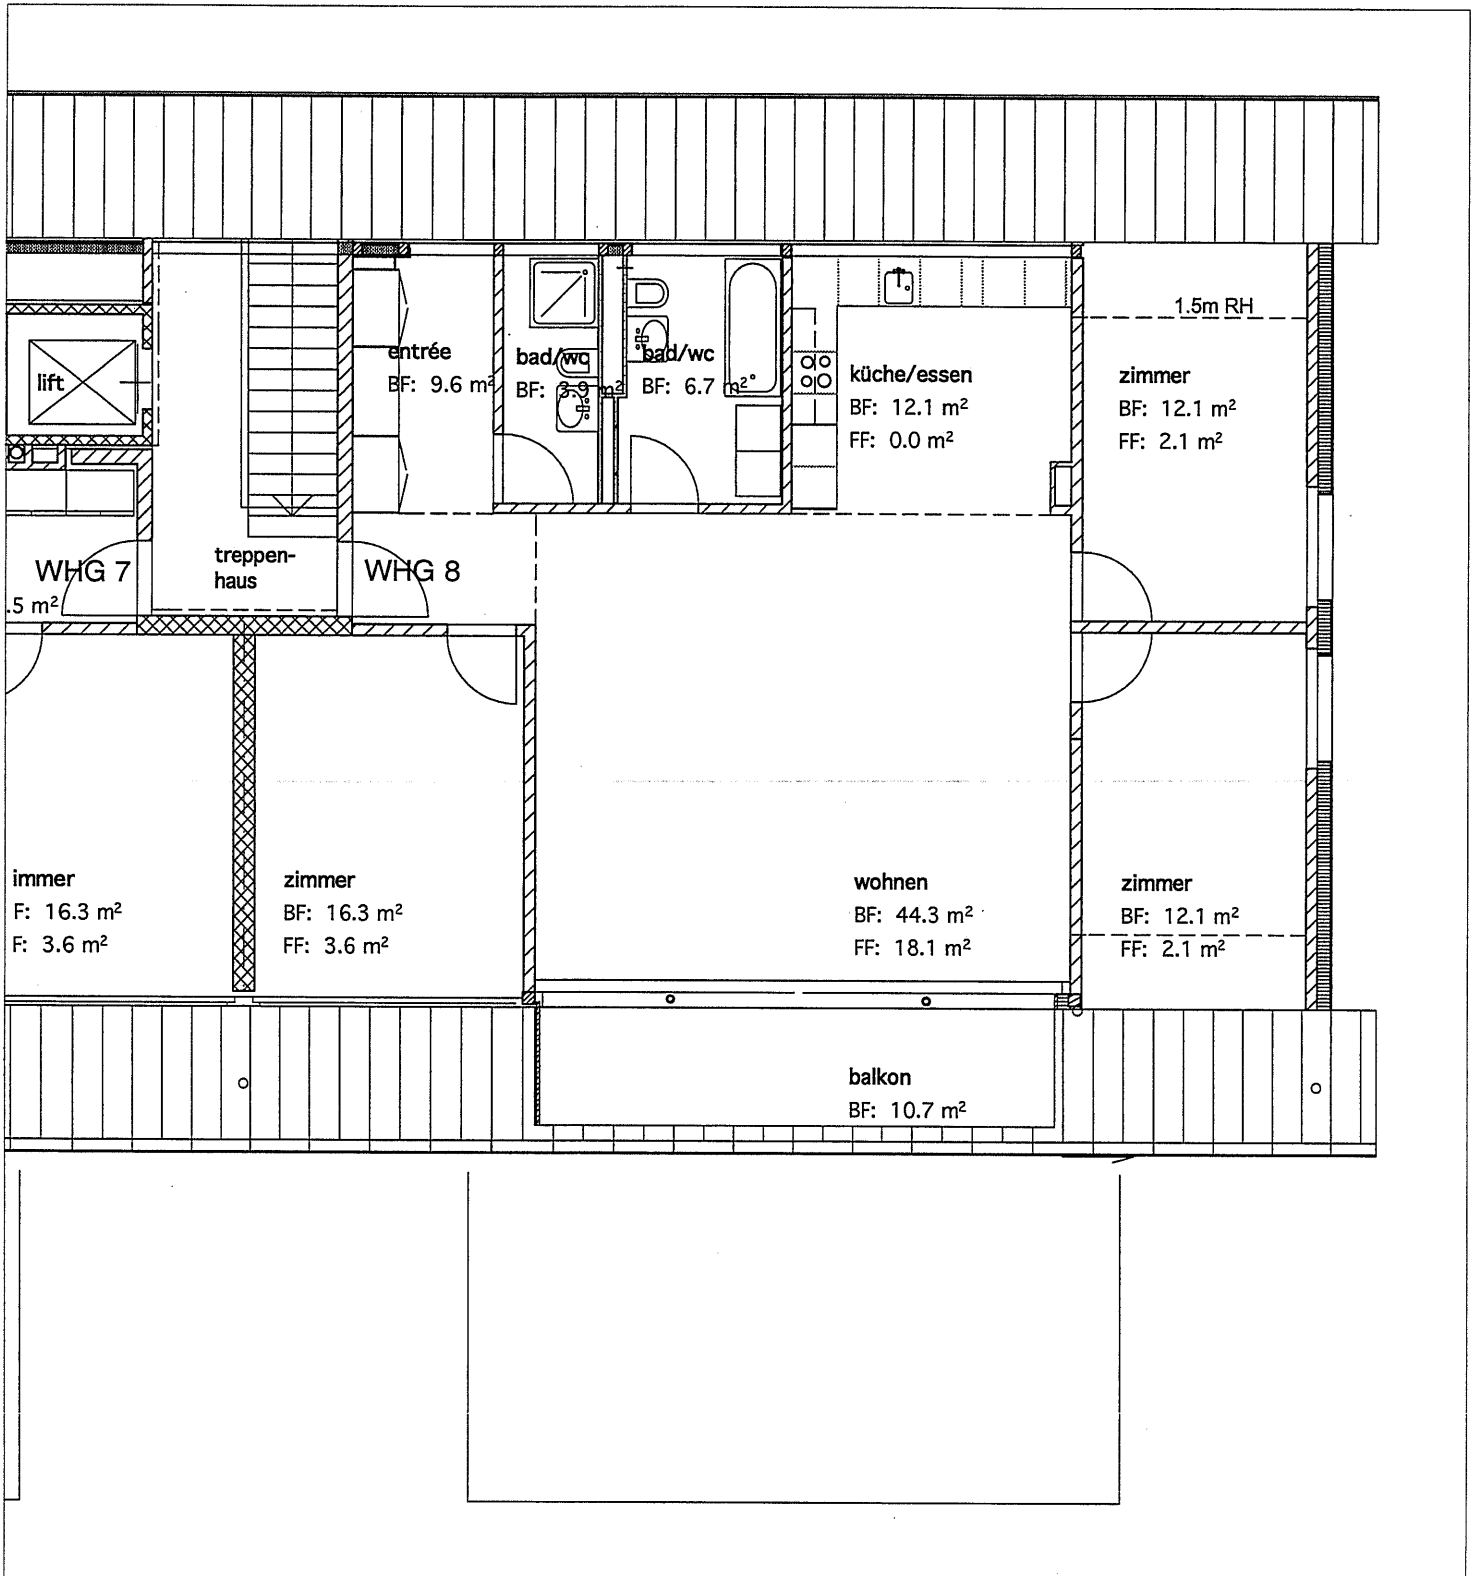 1.5m RH
lift
entrée
BF: 9.6 m²
bad/wc
BF: 3.9 m²
bad/wc
BF: 6.7 m²
küche/essen
BF: 12.1 m²
FF: 0.0 m²
zimmer
BF: 12.1 m²
FF: 2.1 m²
WHG 7
.5 m²
treppen-
haus
WHG 8
immer
F: 16.3 m²
F: 3.6 m²
zimmer
BF: 16.3 m²
FF: 3.6 m²
wohnen
BF: 44.3 m²
FF: 18.1 m²
zimmer
BF: 12.1 m²
FF: 2.1 m²
balkon
BF: 10.7 m²